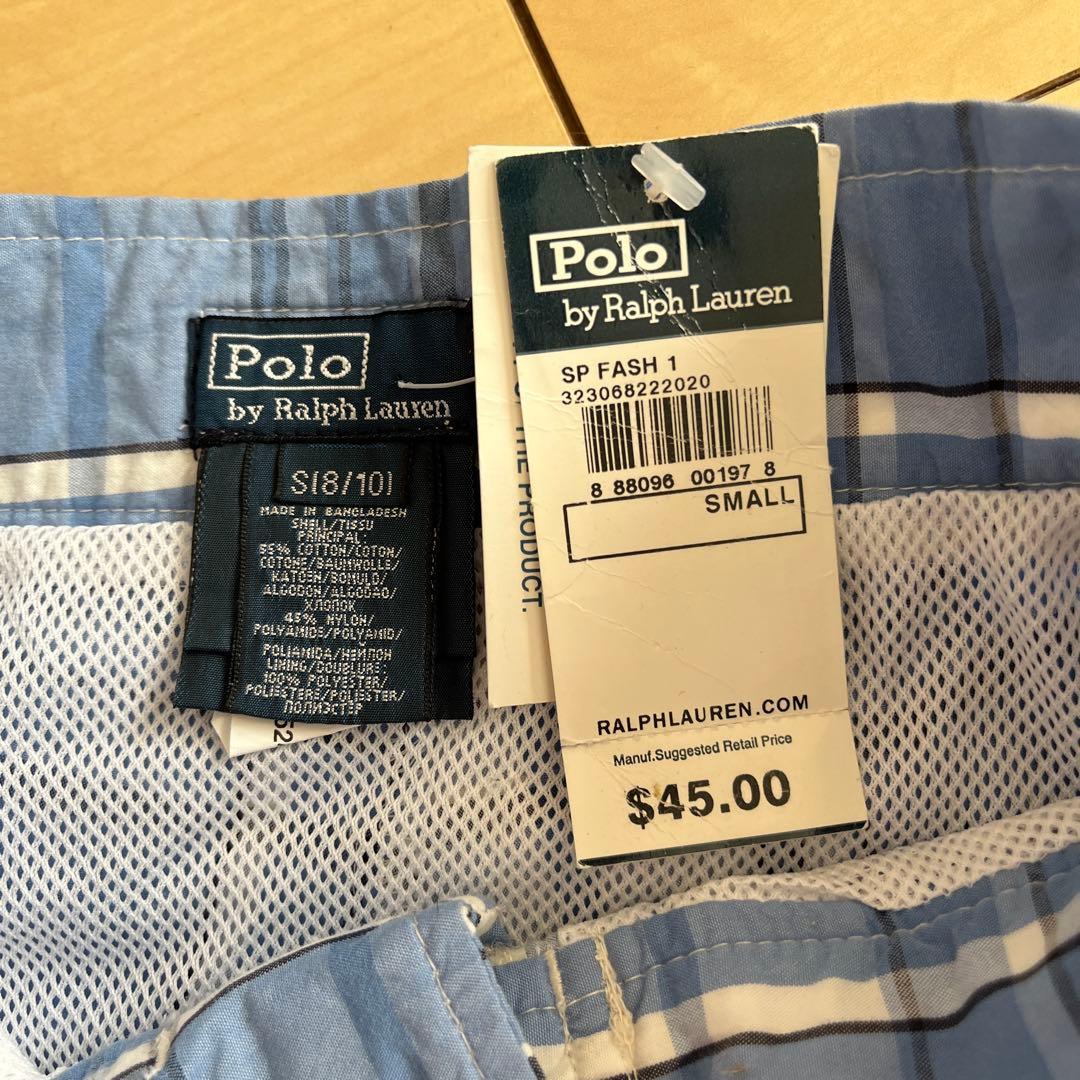 Polo
by Ralph Lauren
S(8/10)
MADE IN BANGLADESH
SHELL/TISSU
PRINCIPAL
55% COTTON/COTON/
COTONE/BAUMWOLLE/
KATOEN/BOMULD/
ALGODON/ALGODAO/
ХЛОПОК
45% NYLON/
POLYAMIDE/POLYAMID/
POLIAMIDA/НЕЙЛОН
LINING/DOUBLURE:
100% POLYESTER/
POLIESTERE/POLIESTER/
ПОЛИЭСТЕР
52
THE PRODUCT.
Polo
by Ralph Lauren
SP FASH 1
323068222020
8 88096 00197 8
SMALL
RALPHLAUREN.COM
Manuf.Suggested Retail Price
$45.00